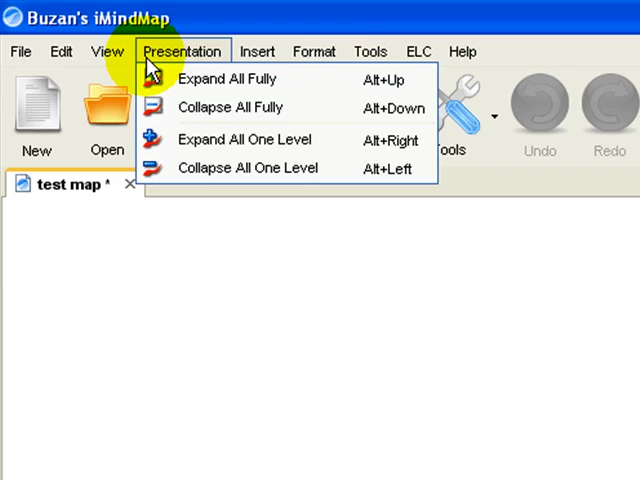 Buzan's iMindMap
File Edit View Presentation Insert Format Tools ELC Help
Expand All Fully Alt+Up
Collapse All Fully Alt+Down
Expand All One Level Alt+Right
Collapse All One Level Alt+Left
New Open ools Undo Redo
test map *